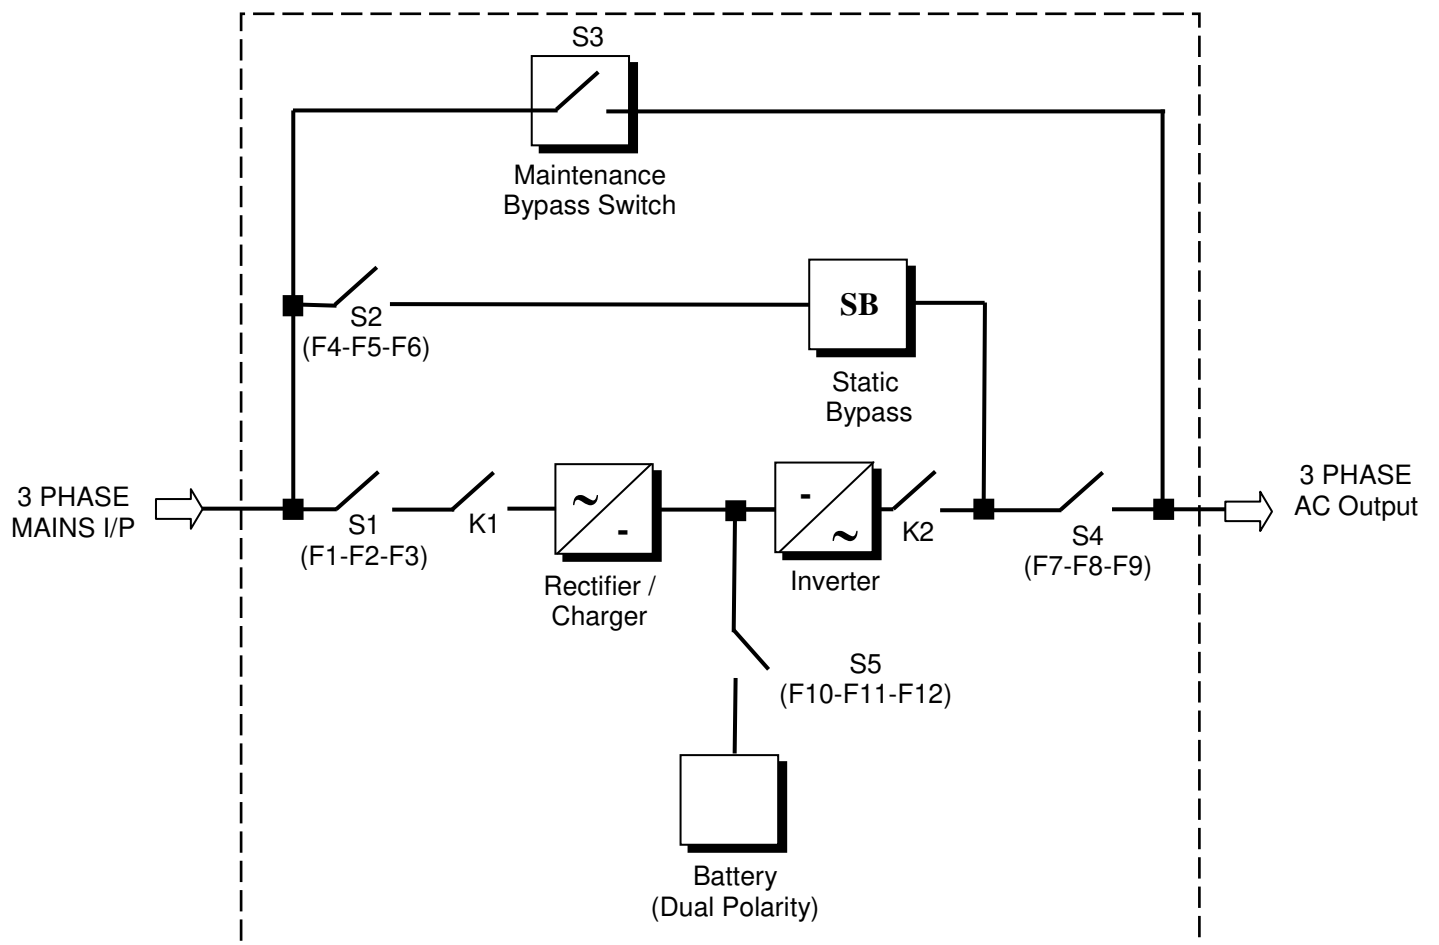 S3
Maintenance
Bypass Switch
S2
(F4-F5-F6)
SB
Static
Bypass
3 PHASE
MAINS I/P
S1
(F1-F2-F3)
K1
~
-
Rectifier /
Charger
-
~
Inverter
K2
S4
(F7-F8-F9)
3 PHASE
AC Output
S5
(F10-F11-F12)
Battery
(Dual Polarity)